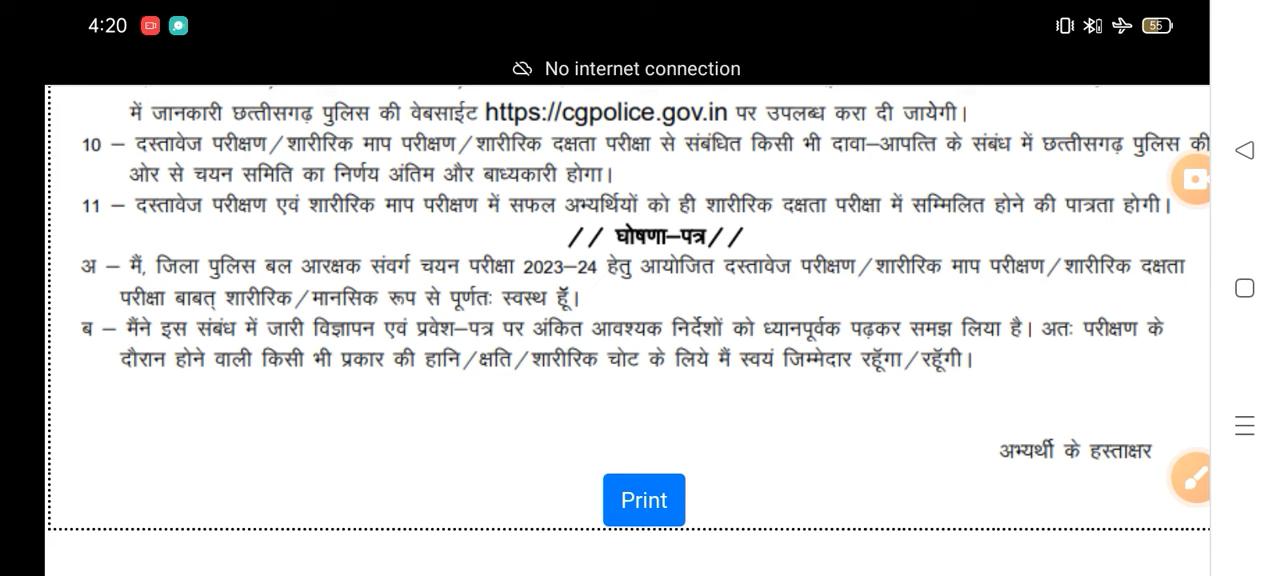 4:20
55
No internet connection
में जानकारी छत्तीसगढ़ पुलिस की वेबसाईट https://cgpolice.gov.in पर उपलब्ध करा दी जायेगी।
10 – दस्तावेज परीक्षण/शारीरिक माप परीक्षण/शारीरिक दक्षता परीक्षा से संबंधित किसी भी दावा–आपत्ति के संबंध में छत्तीसगढ़ पुलिस की
ओर से चयन समिति का निर्णय अंतिम और बाध्यकारी होगा।
11 – दस्तावेज परीक्षण एवं शारीरिक माप परीक्षण में सफल अभ्यर्थियों को ही शारीरिक दक्षता परीक्षा में सम्मिलित होने की पात्रता होगी।
// घोषणा–पत्र//
अ – मैं, जिला पुलिस बल आरक्षक संवर्ग चयन परीक्षा 2023–24 हेतु आयोजित दस्तावेज परीक्षण/शारीरिक माप परीक्षण/शारीरिक दक्षता
परीक्षा बाबत् शारीरिक/मानसिक रूप से पूर्णतः स्वस्थ हूॅं।
ब – मैंने इस संबंध में जारी विज्ञापन एवं प्रवेश–पत्र पर अंकित आवश्यक निर्देशों को ध्यानपूर्वक पढ़कर समझ लिया है। अतः परीक्षण के
दौरान होने वाली किसी भी प्रकार की हानि/क्षति/शारीरिक चोट के लिये मैं स्वयं जिम्मेदार रहूॅंगा/रहूॅंगी।
अभ्यर्थी के हस्ताक्षर
Print